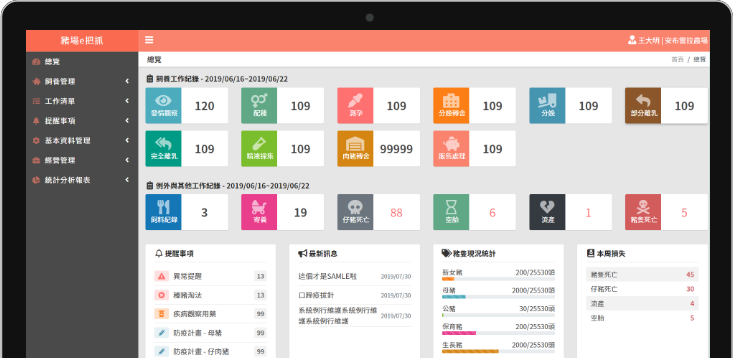 豬場e把抓
王大明 | 安布雷拉農場
總覽
飼養管理
工作清單
提醒事項
基本資料管理
經營管理
統計分析報表
總覽
首頁 / 總覽
飼養工作紀錄 - 2019/06/16~2019/06/22
發情觀察 120
配種 109
測孕 109
分娩轉舍 109
分娩 109
部分離乳 109
完全離乳 109
精液採集 109
肉豬轉舍 99999
販售處理 109
例外與其他工作紀錄 - 2019/06/16~2019/06/22
飼料紀錄 3
寄養 19
仔豬死亡 88
空胎 6
流產 1
豬隻死亡 5
提醒事項
異常提醒 13
種豬淘汰 13
疾病觀察用藥 99
防疫計畫 - 母豬 99
防疫計畫 - 仔肉豬 99
最新訊息
這個才是SAMLE啦 2019/07/30
口蹄疫拔針 2019/07/30
系統例行維護系統例行維
護系統例行維護 2019/07/30
豬隻現況統計
新女豬 200/25530頭
母豬 2000/25530頭
公豬 30/25530頭
保育豬 200/25530頭
生長豬 2000/25530頭
本周損失
豬隻死亡 45
仔豬死亡 30
流產 4
空胎 5